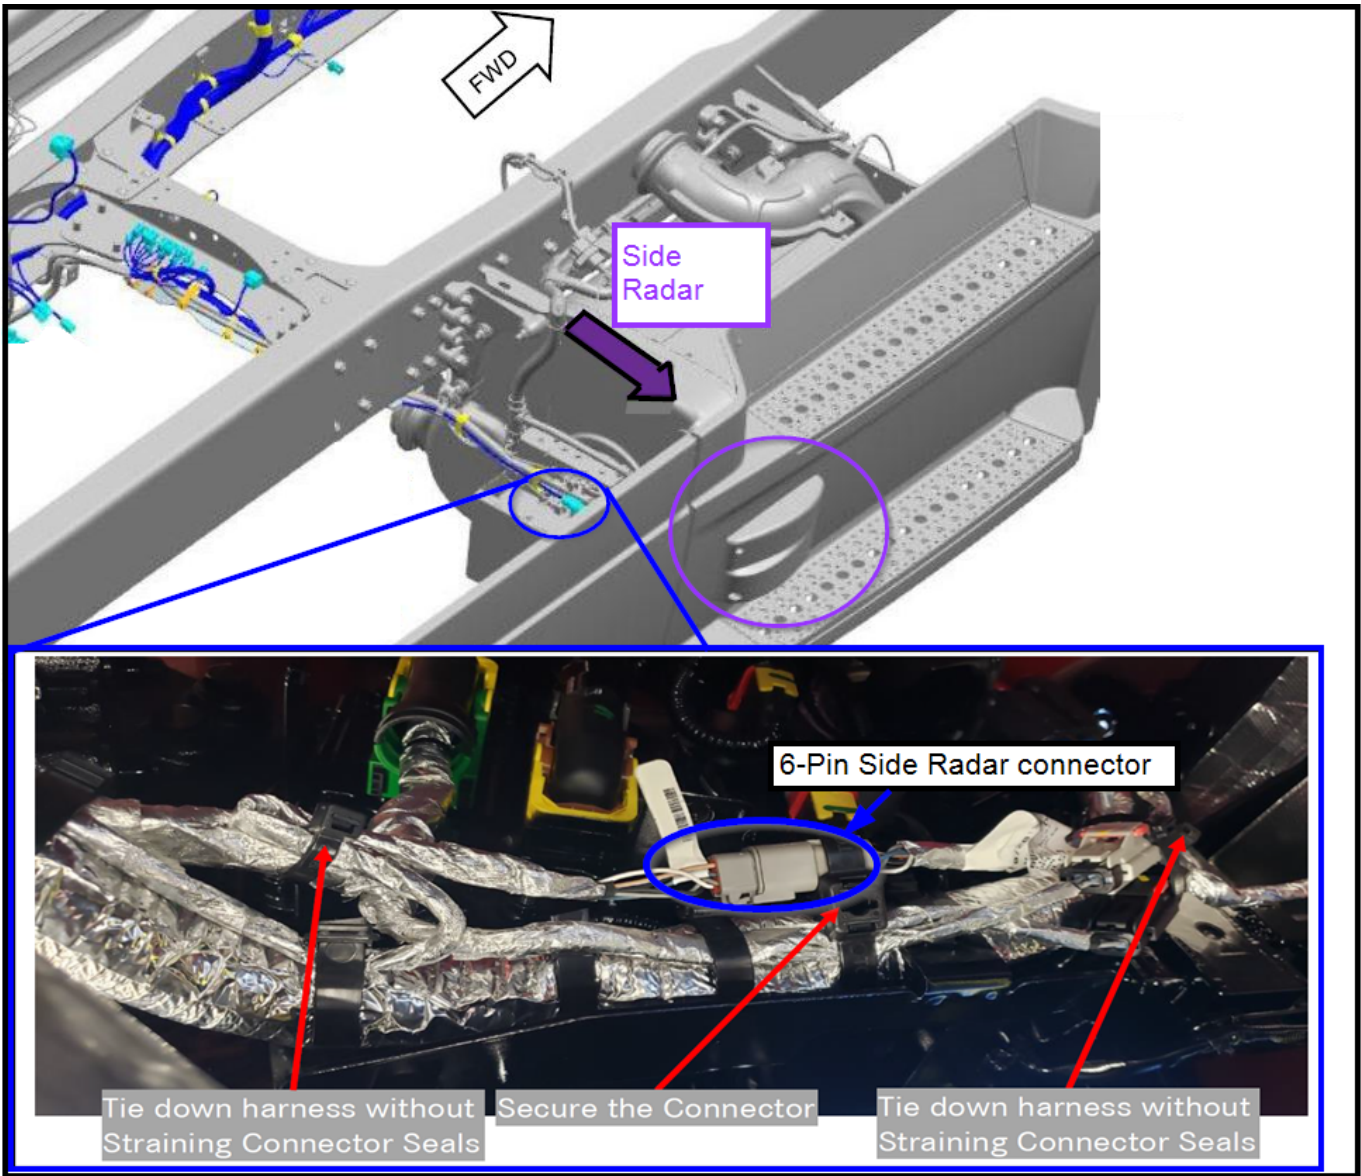 FWD
Side
Radar
6-Pin Side Radar connector
Tie down harness without
Straining Connector Seals
Secure the Connector
Tie down harness without
Straining Connector Seals